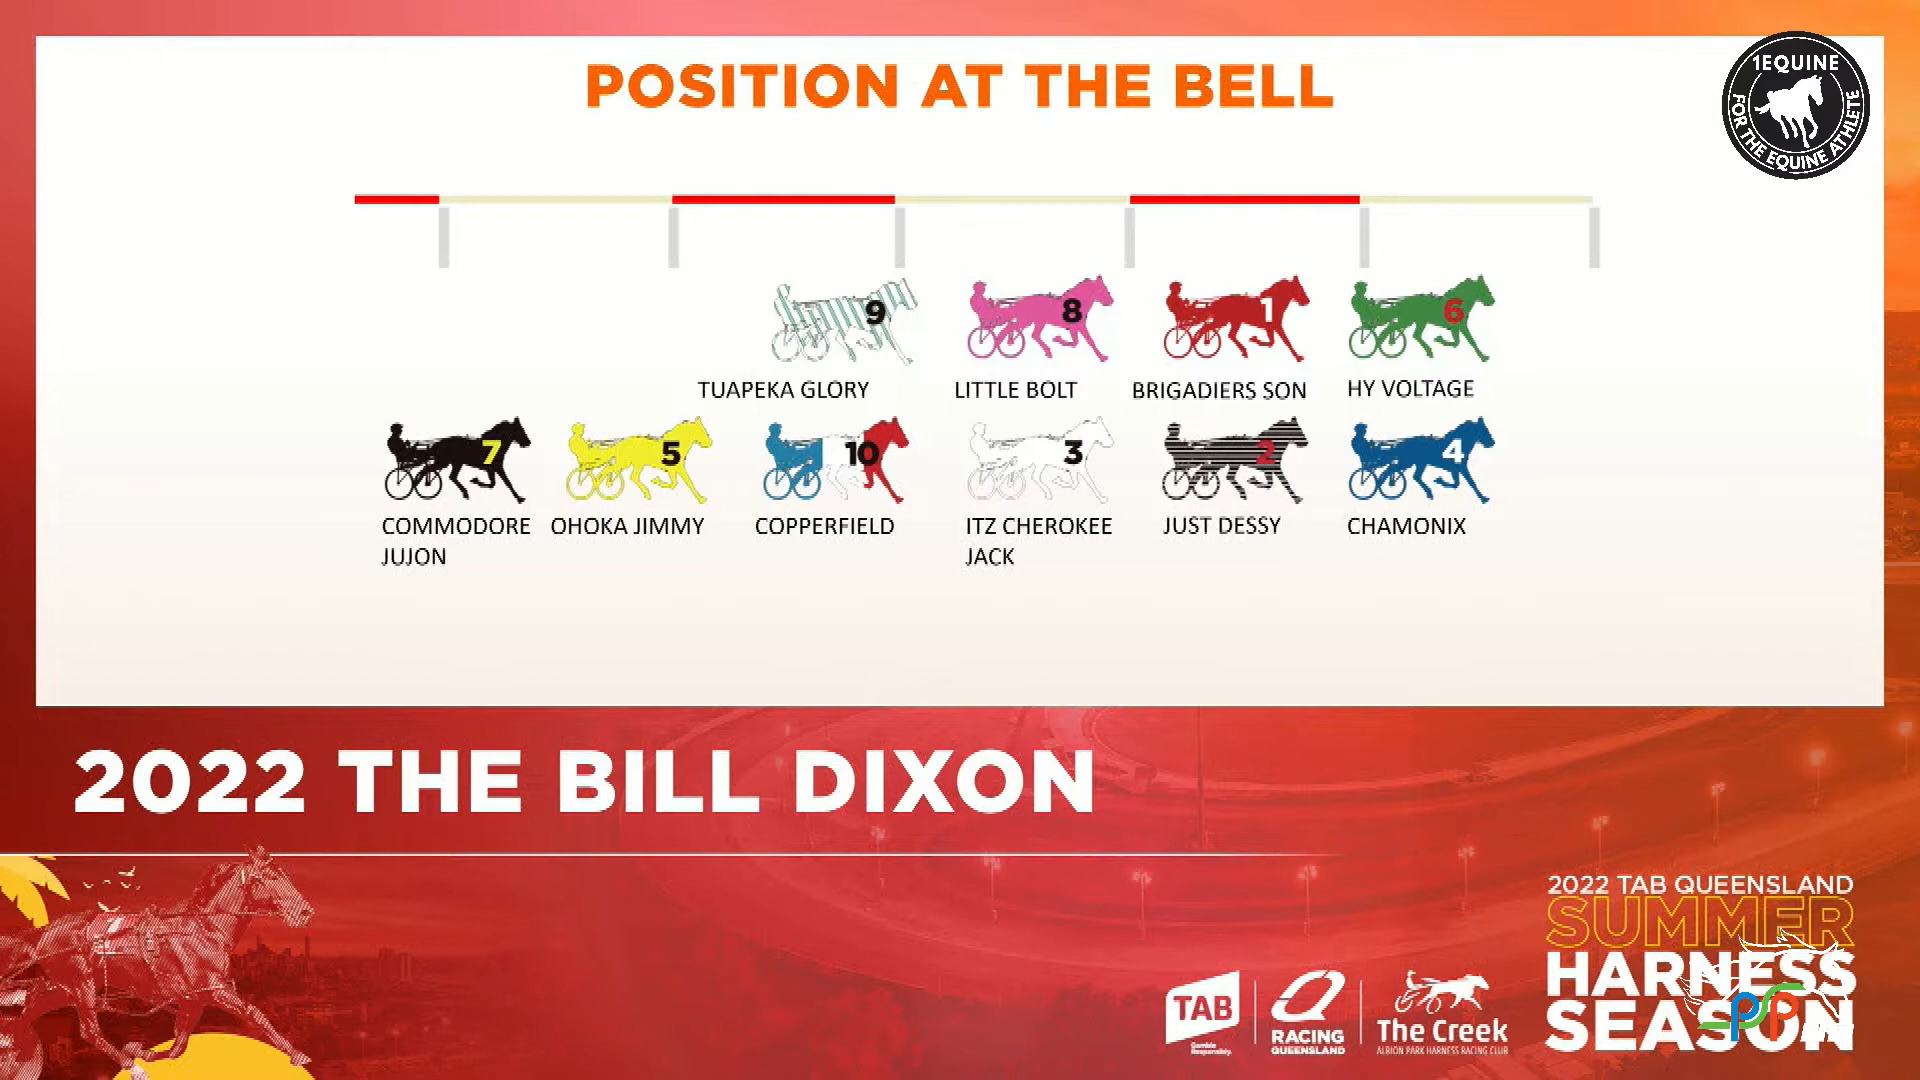 POSITION AT THE BELL
1EQUINE
FOR THE EQUINE ATHLETE
9
8
1
6
TUAPEKA GLORY
LITTLE BOLT
BRIGADIERS SON
HY VOLTAGE
7
5
10
3
2
4
COMMODORE
JUJON
OHOKA JIMMY
COPPERFIELD
ITZ CHEROKEE
JACK
JUST DESSY
CHAMONIX
2022 THE BILL DIXON
2022 TAB QUEENSLAND
SUMMER
HARNESS
SEASON
PSP
TAB
Gamble
Responsibly.
RACING
QUEENSLAND
The Creek
ALBION PARK HARNESS RACING CLUB